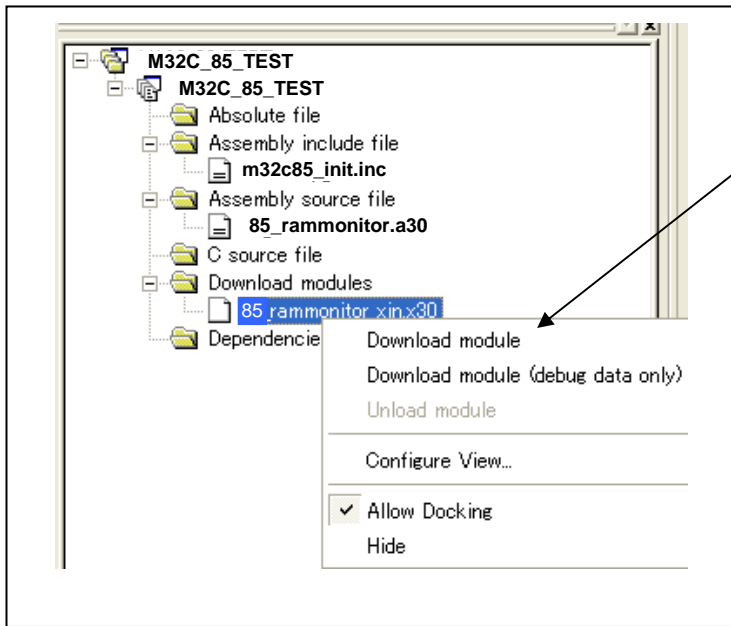 M32C_85_TEST
M32C_85_TEST
Absolute file
Assembly include file
m32c85_init.inc
Assembly source file
85_rammonitor.a30
C source file
Download modules
85_rammonitor_xin.x30
Dependencie
Download module
Download module (debug data only)
Unload module
Configure View...
Allow Docking
Hide